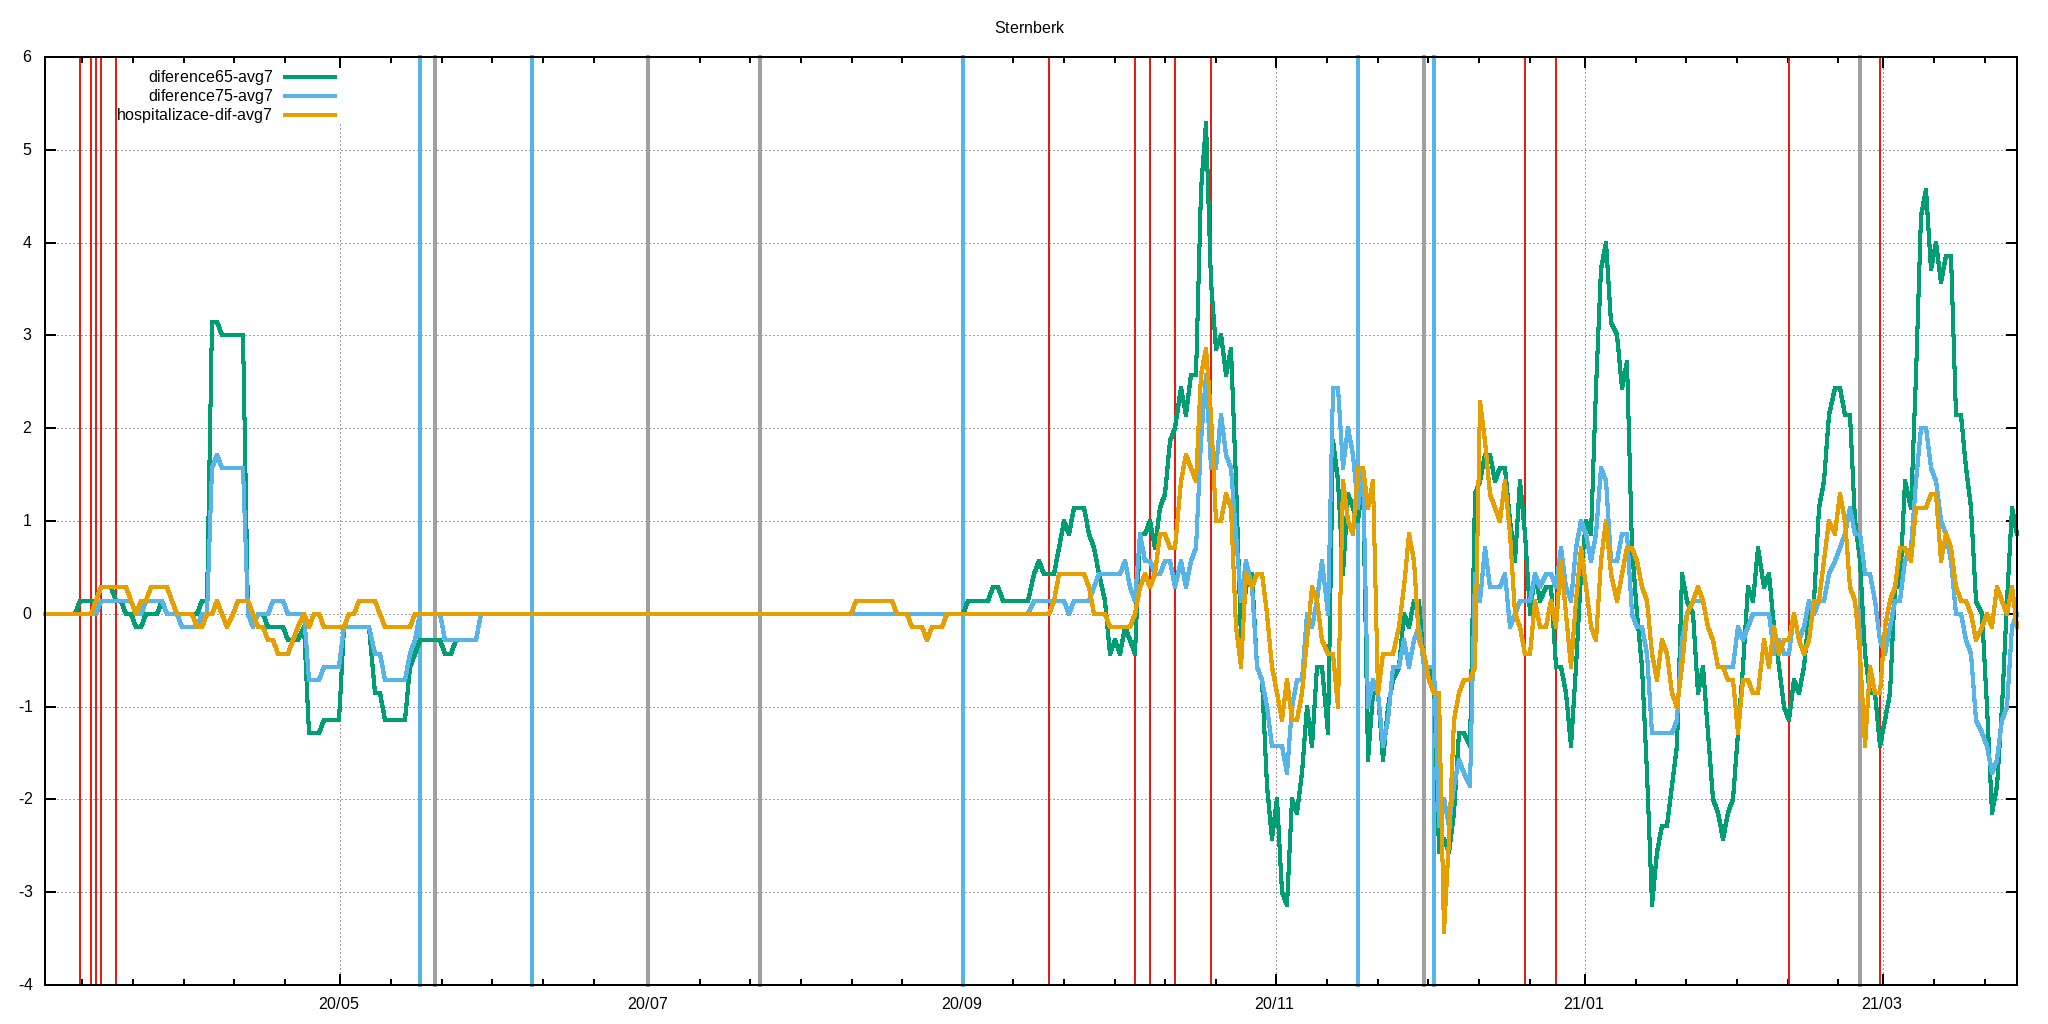 Sternberk
diference65-avg7
diference75-avg7
hospitalizace-dif-avg7
6
5
4
3
2
1
0
-1
-2
-3
-4
20/05 20/07 20/09 20/11 21/01 21/03